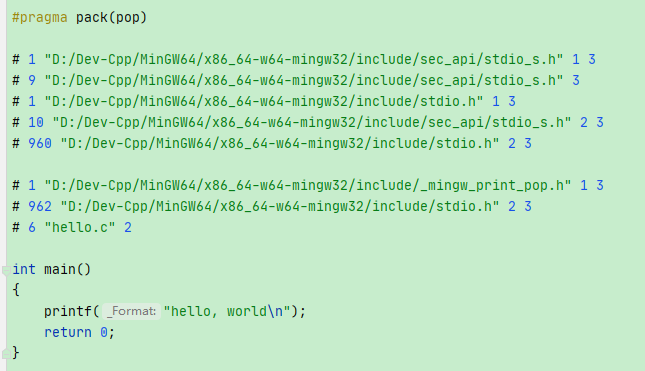 #pragma pack(pop)
# 1 "D:/Dev-Cpp/MinGW64/x86_64-w64-mingw32/include/sec_api/stdio_s.h" 1 3
# 9 "D:/Dev-Cpp/MinGW64/x86_64-w64-mingw32/include/sec_api/stdio_s.h" 3
# 1 "D:/Dev-Cpp/MinGW64/x86_64-w64-mingw32/include/stdio.h" 1 3
# 10 "D:/Dev-Cpp/MinGW64/x86_64-w64-mingw32/include/sec_api/stdio_s.h" 2 3
# 960 "D:/Dev-Cpp/MinGW64/x86_64-w64-mingw32/include/stdio.h" 2 3
# 1 "D:/Dev-Cpp/MinGW64/x86_64-w64-mingw32/include/_mingw_print_pop.h" 1 3
# 962 "D:/Dev-Cpp/MinGW64/x86_64-w64-mingw32/include/stdio.h" 2 3
# 6 "hello.c" 2
int main()
{
    printf( _Format: "hello, world\n");
    return 0;
}